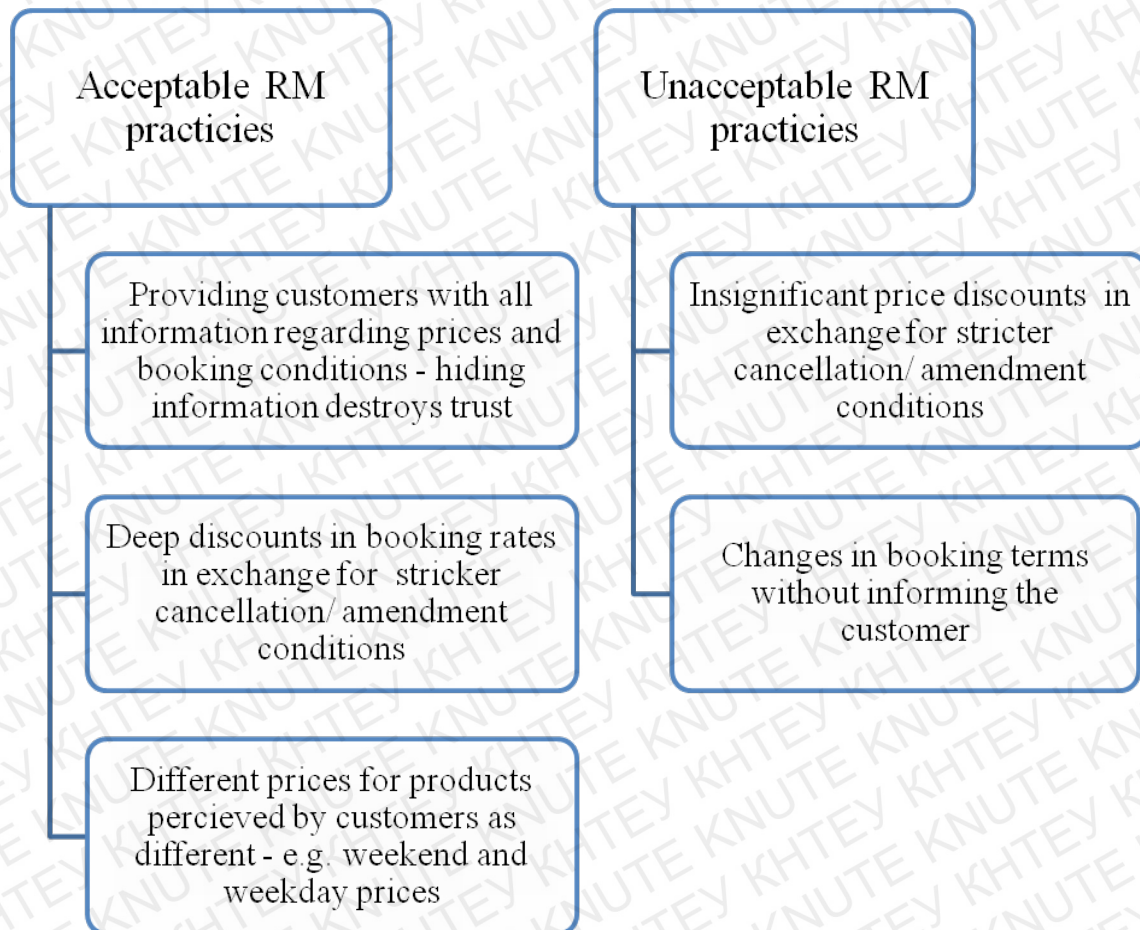 Acceptable RM
practicies
Providing customers with all
information regarding prices and
booking conditions - hiding
information destroys trust
Deep discounts in booking rates
in exchange for stricker
cancellation/ amendment
conditions
Different prices for products
percieved by customers as
different - e.g. weekend and
weekday prices
Unacceptable RM
practicies
Insignificant price discounts in
exchange for stricter
cancellation/ amendment
conditions
Changes in booking terms
without informing the
customer
KNUTE КНТЕУ